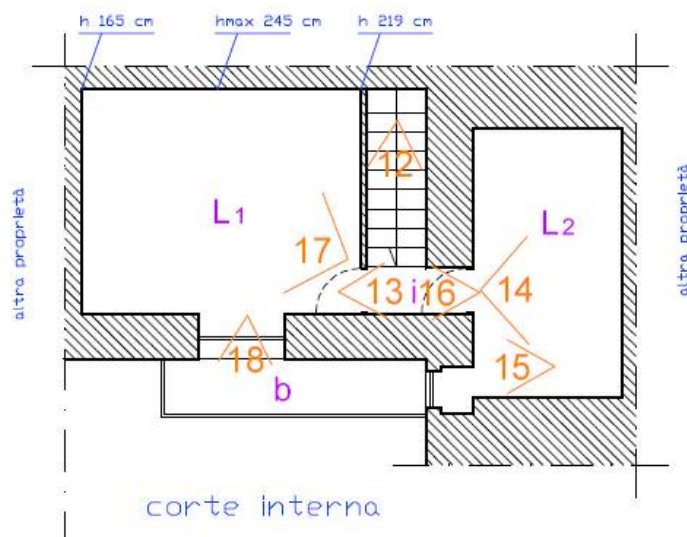 h 165 cm
hmax 245 cm
h 219 cm
12
L1
L2
altra proprietà
altra proprietà
17
13
i
16
14
18
15
b
corte interna